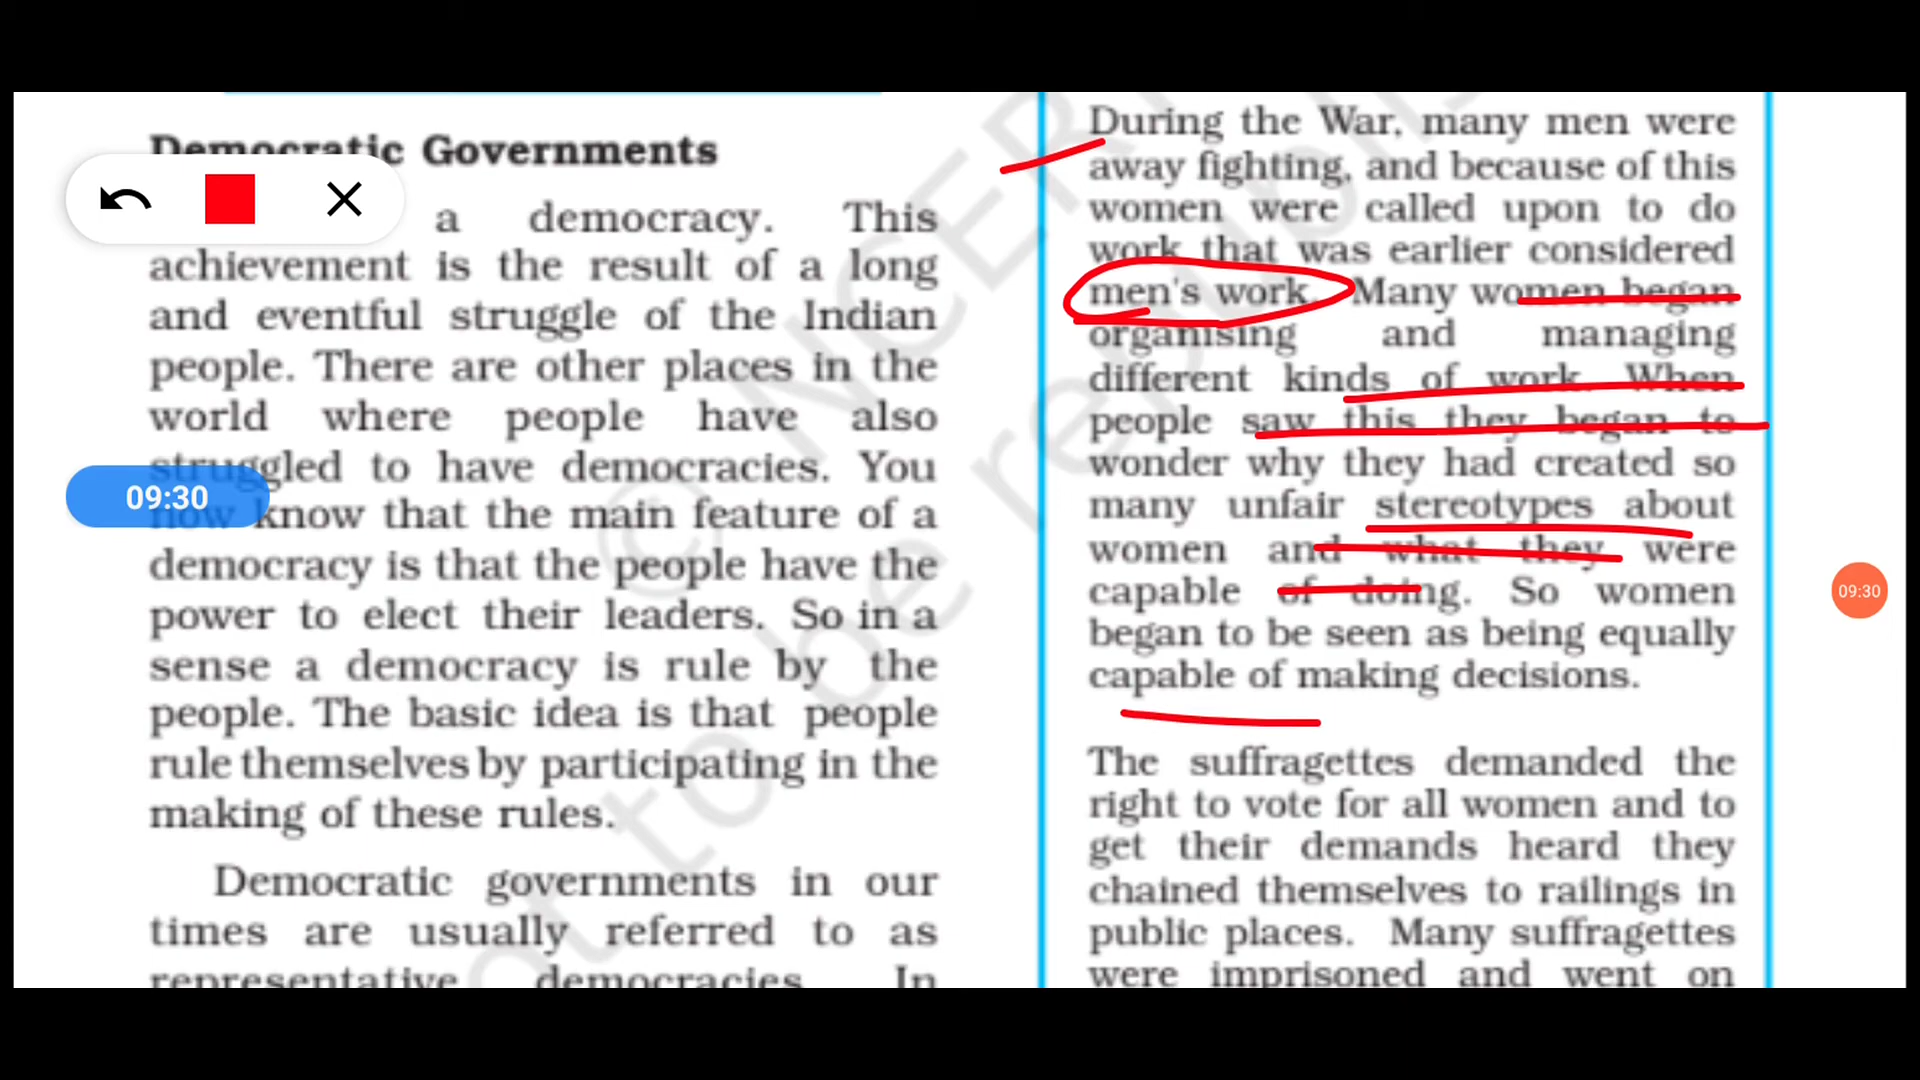 Democratic Governments
a democracy. This
achievement is the result of a long
and eventful struggle of the Indian
people. There are other places in the
world where people have also
struggled to have democracies. You
now know that the main feature of a
democracy is that the people have the
power to elect their leaders. So in a
sense a democracy is rule by the
people. The basic idea is that people
rule themselves by participating in the
making of these rules.
Democratic governments in our
times are usually referred to as
representative democracies. In
09:30
During the War, many men were
away fighting, and because of this
women were called upon to do
work that was earlier considered
men's work. Many women began
organising and managing
different kinds of work. When
people saw this they began to
wonder why they had created so
many unfair stereotypes about
women and what they were
capable of doing. So women
began to be seen as being equally
capable of making decisions.
The suffragettes demanded the
right to vote for all women and to
get their demands heard they
chained themselves to railings in
public places. Many suffragettes
were imprisoned and went on
09:30
© NCERT
to be republis